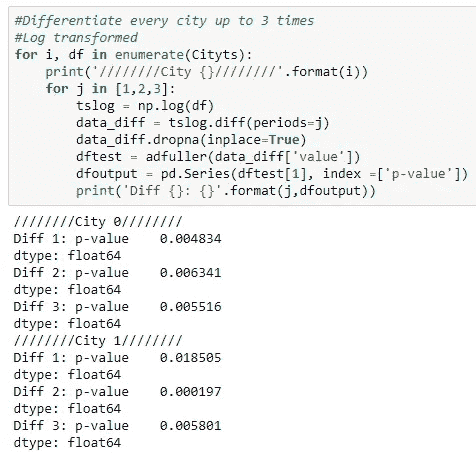 #Differentiate every city up to 3 times
#Log transformed
for i, df in enumerate(Cityts):
    print('////////City {}////////'.format(i))
    for j in [1,2,3]:
        tslog = np.log(df)
        data_diff = tslog.diff(periods=j)
        data_diff.dropna(inplace=True)
        dftest = adfuller(data_diff['value'])
        dfoutput = pd.Series(dftest[1], index =['p-value'])
        print('Diff {}: {}'.format(j,dfoutput))
////////City 0////////
Diff 1: p-value    0.004834
dtype: float64
Diff 2: p-value    0.006341
dtype: float64
Diff 3: p-value    0.005516
dtype: float64
////////City 1////////
Diff 1: p-value    0.018505
dtype: float64
Diff 2: p-value    0.000197
dtype: float64
Diff 3: p-value    0.005801
dtype: float64